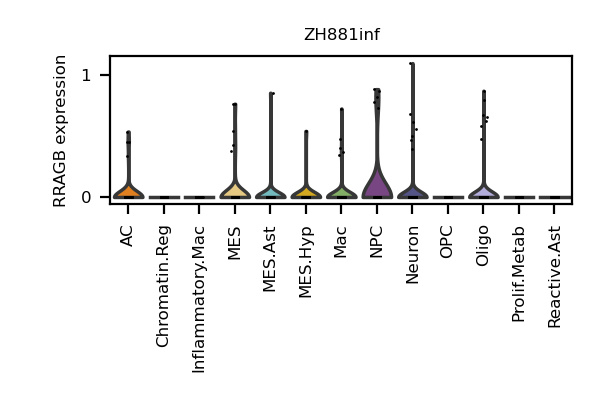 ZH881inf
RRAGB expression
1
0
AC
Chromatin.Reg
Inflammatory.Mac
MES
MES.Ast
MES.Hyp
Mac
NPC
Neuron
OPC
Oligo
Prolif.Metab
Reactive.Ast